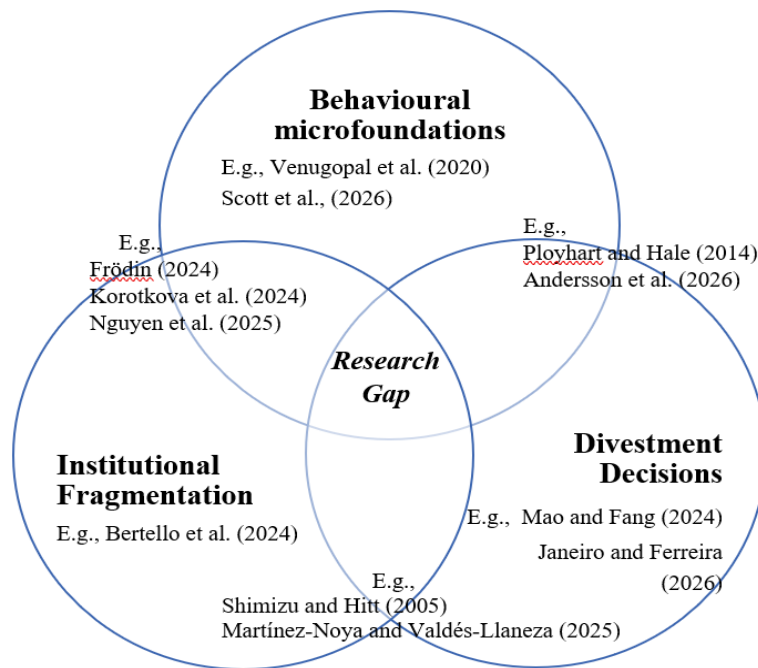 Behavioural
microfoundations
E.g., Venugopal et al. (2020)
Scott et al., (2026)
E.g.,
Frödin (2024)
Korotkova et al. (2024)
Nguyen et al. (2025)
E.g.,
Ployhart and Hale (2014)
Andersson et al. (2026)
Research
Gap
Institutional
Fragmentation
E.g., Bertello et al. (2024)
Divestment
Decisions
E.g., Mao and Fang (2024)
Janeiro and Ferreira
(2026)
E.g.,
Shimizu and Hitt (2005)
Martínez-Noya and Valdés-Llaneza (2025)